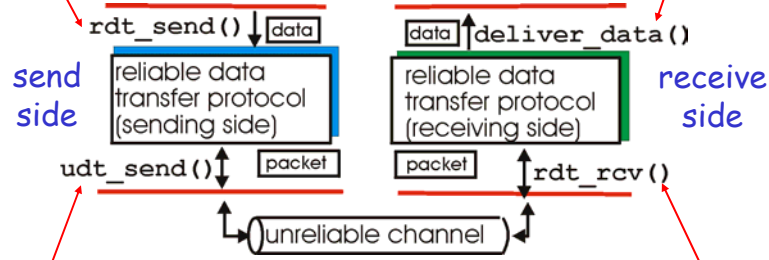 rdt_send()
data
data
deliver_data()
send
side
reliable data
transfer protocol
(sending side)
reliable data
transfer protocol
(receiving side)
receive
side
udt_send()
packet
packet
rdt_rcv()
unreliable channel